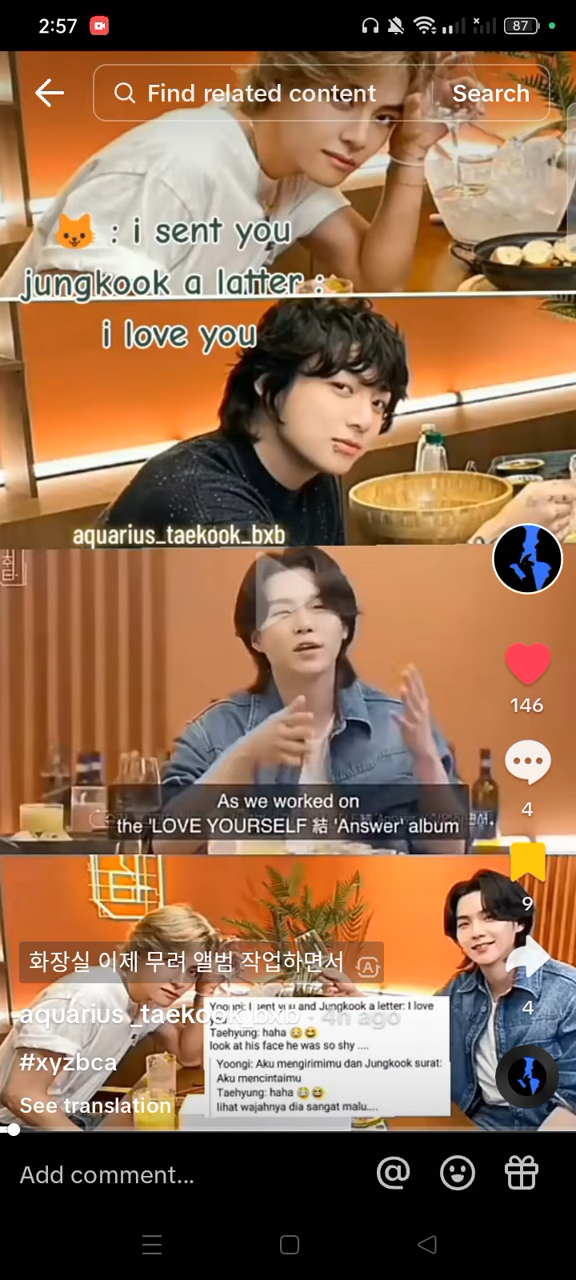 2:57
87
Find related content
Search
: i sent you
jungkook a latter :
i love you
aquarius_taekook_bxb
146
As we worked on
the 'LOVE YOURSELF 結 'Answer' album
4
9
화장실 이제 무려 앨범 작업하면서
A
4
aquarius_taekook_bxb · 4h ago
Yoongi: I sent you and Jungkook a letter: I love
Taehyung: haha 😳😄
look at his face he was so shy ....
#xyzbca
Yoongi: Aku mengirimimu dan Jungkook surat:
Aku mencintaimu
Taehyung: haha 😳😄
lihat wajahnya dia sangat malu....
See translation
Add comment...